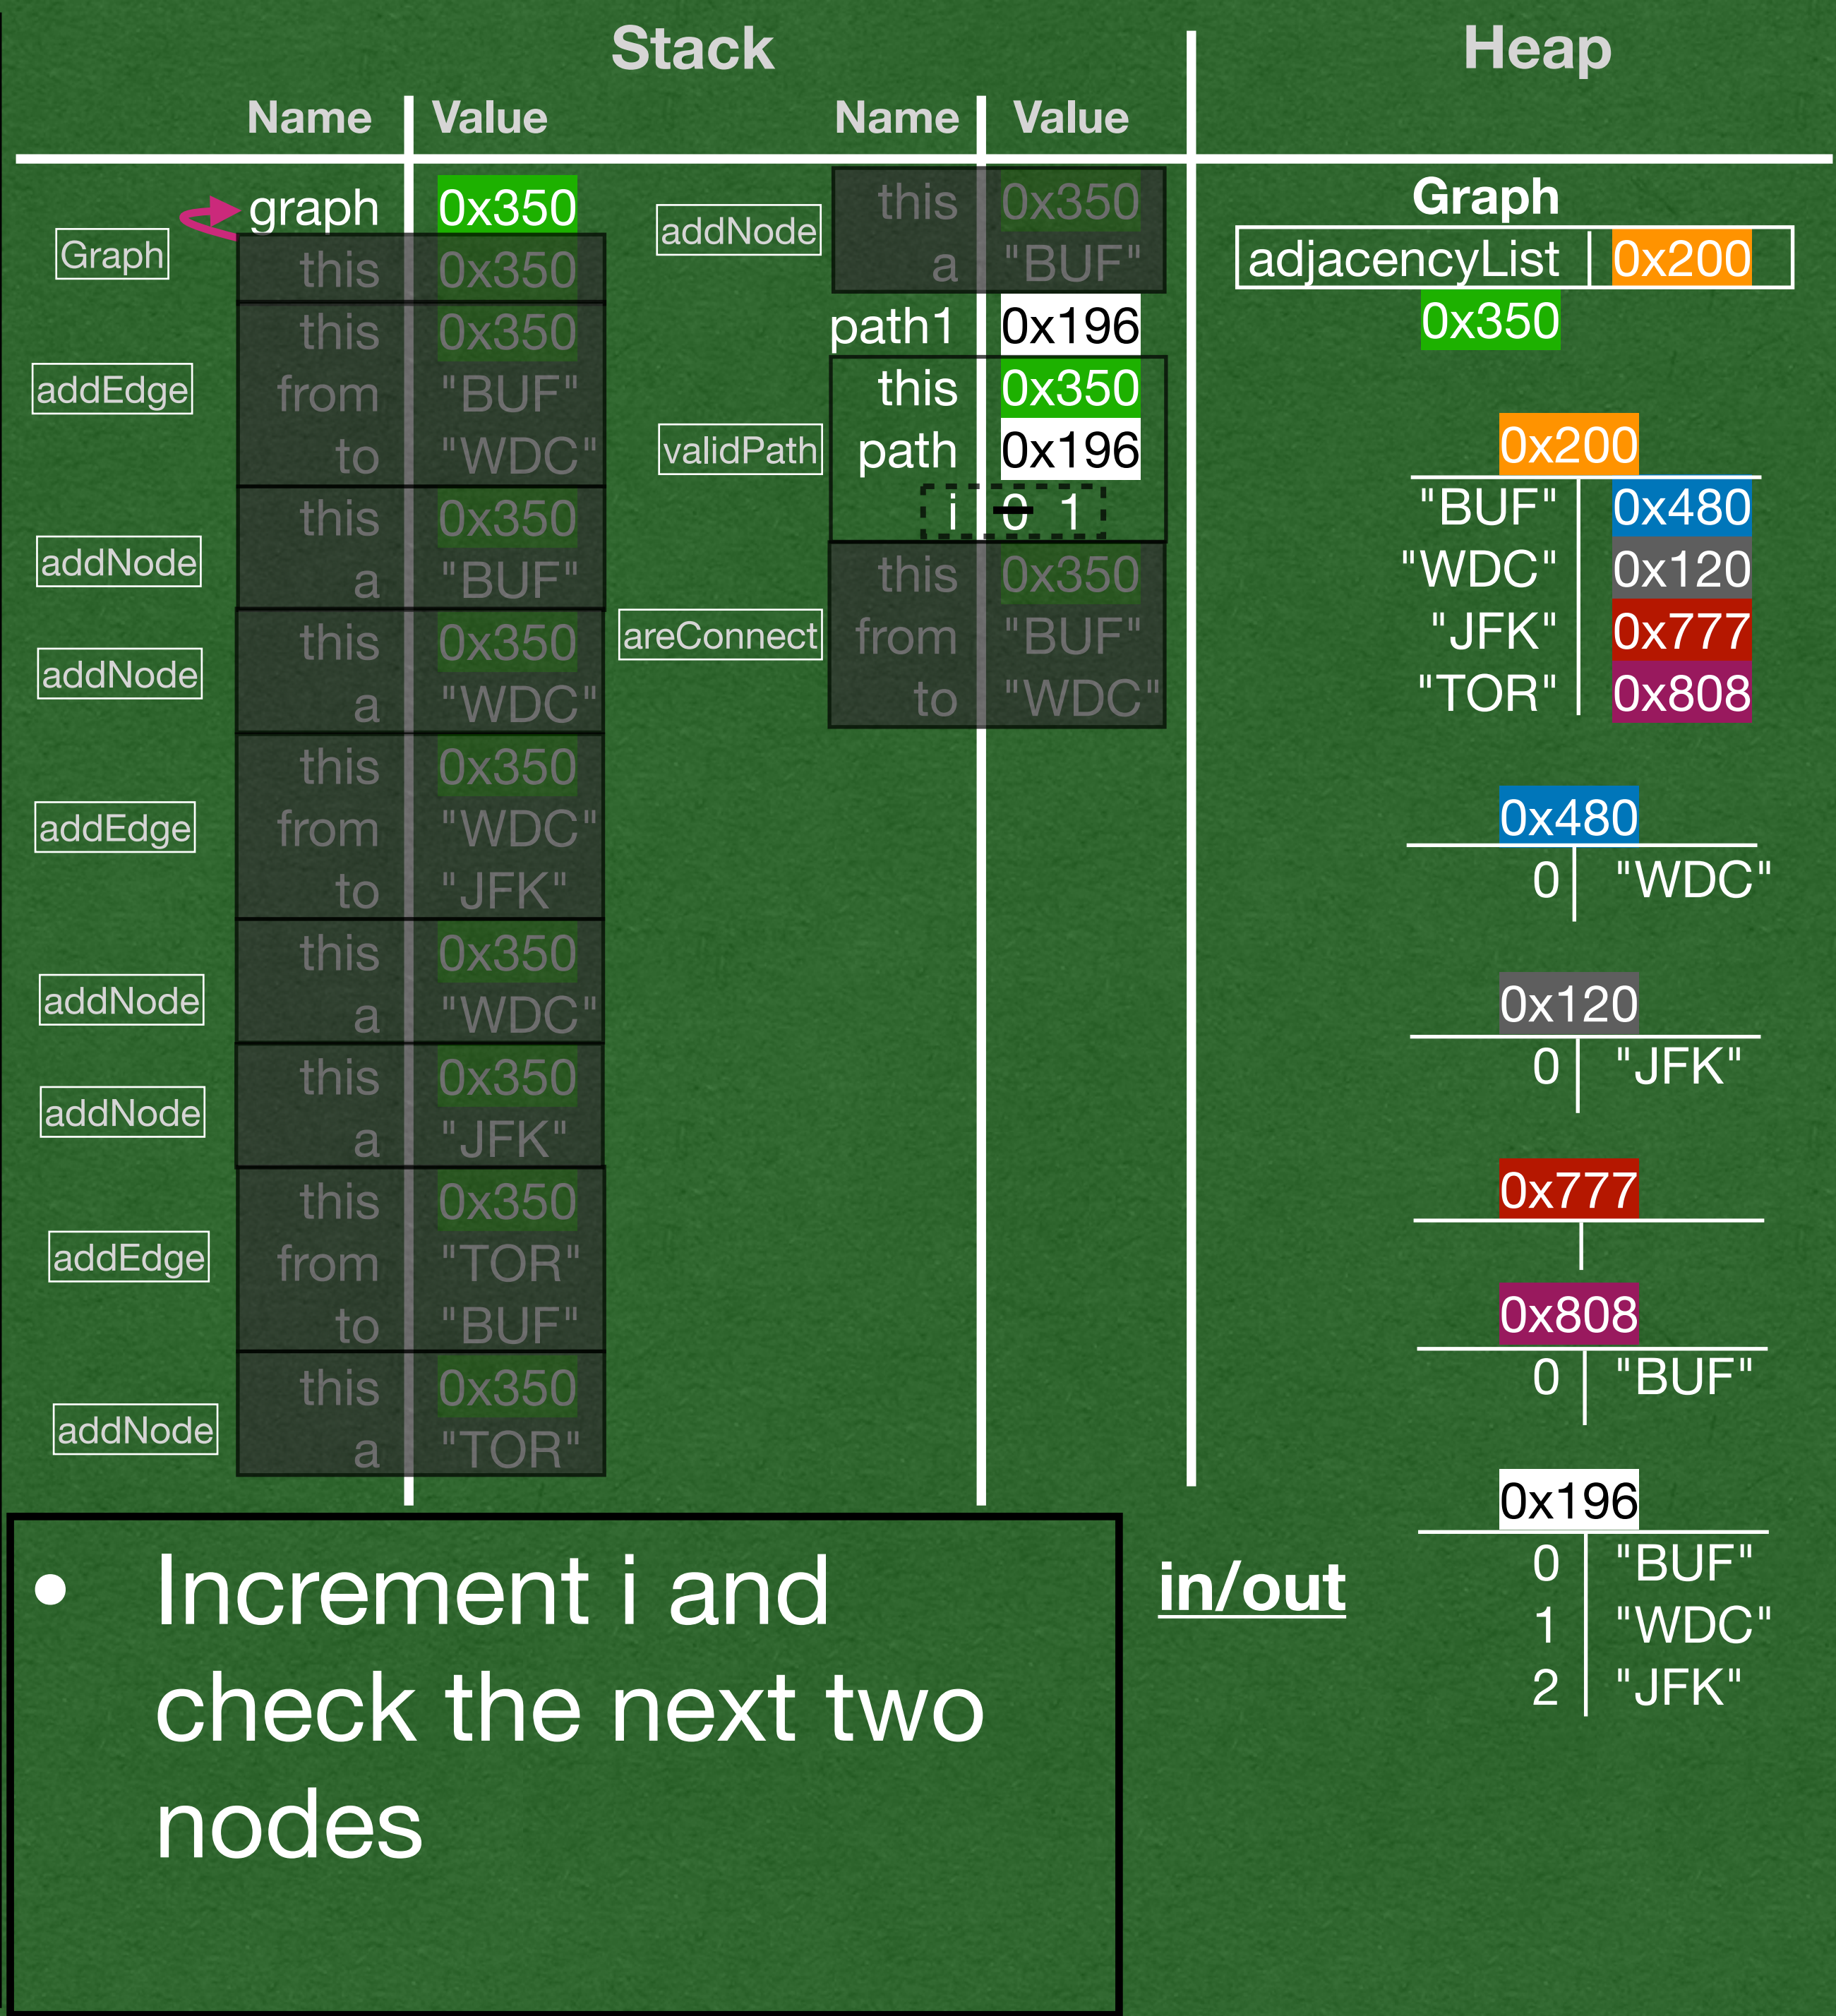 Stack
Heap
Name Value
Name Value
graph 0x350
Graph
this 0x350
addEdge
this 0x350
from "BUF"
to "WDC"
addNode
this 0x350
a "BUF"
addNode
this 0x350
a "WDC"
addEdge
this 0x350
from "WDC"
to "JFK"
addNode
this 0x350
a "WDC"
addNode
this 0x350
a "JFK"
addEdge
this 0x350
from "TOR"
to "BUF"
addNode
this 0x350
a "TOR"
addNode
this 0x350
a "BUF"
path1 0x196
validPath
this 0x350
path 0x196
i 0 1
areConnect
this 0x350
from "BUF"
to "WDC"
Graph
adjacencyList 0x200
0x350
0x200
"BUF" 0x480
"WDC" 0x120
"JFK" 0x777
"TOR" 0x808
0x480
0 "WDC"
0x120
0 "JFK"
0x777
0x808
0 "BUF"
0x196
0 "BUF"
1 "WDC"
2 "JFK"
in/out
• Increment i and
check the next two
nodes